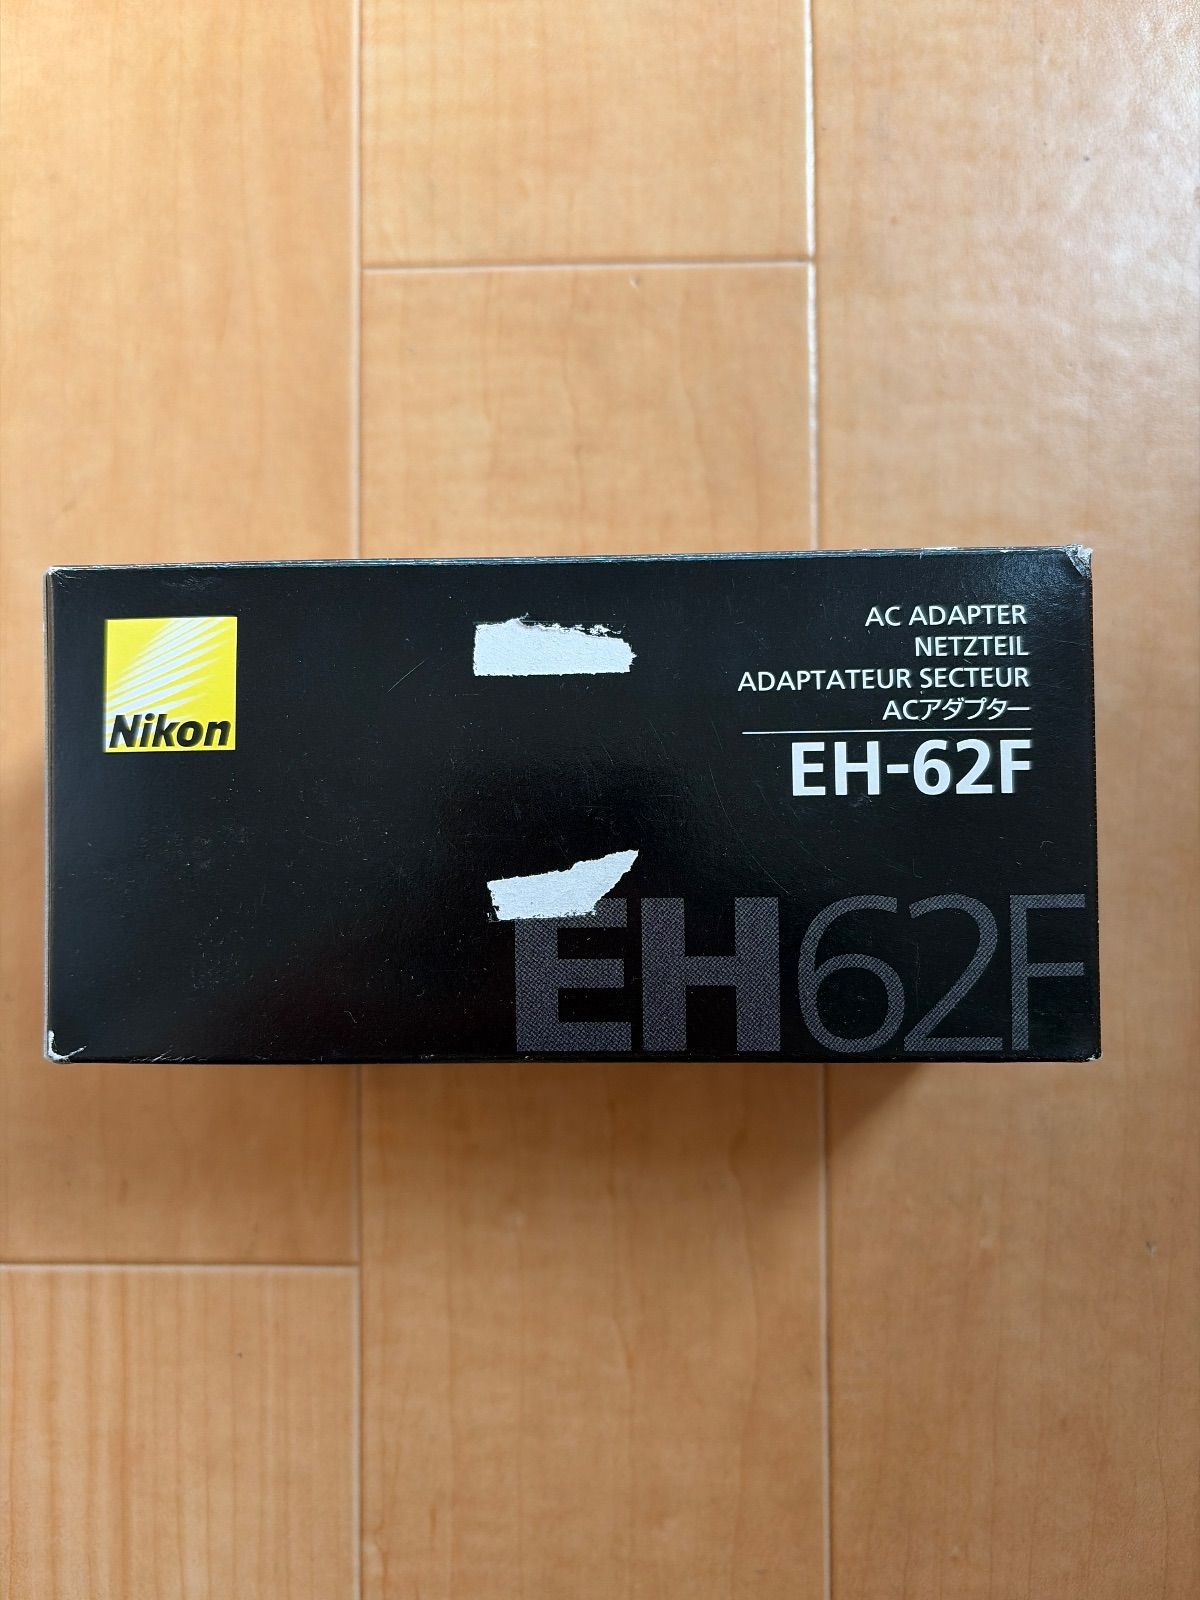 Nikon
AC ADAPTER
NETZTEIL
ADAPTATEUR SECTEUR
ACアダプター
EH-62F
EH62F